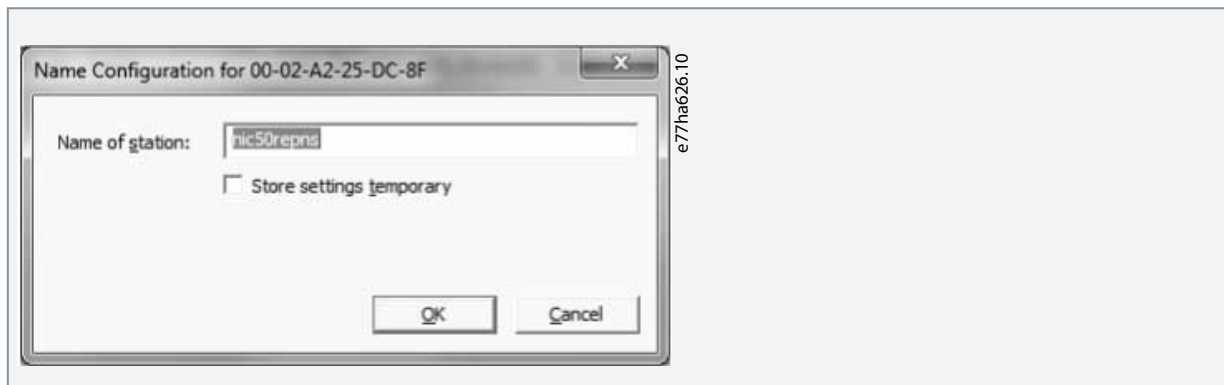 Name Configuration for 00-02-A2-25-DC-8F
Name of station:
nic50repns
Store settings temporary
OK
Cancel
e77ha626.10